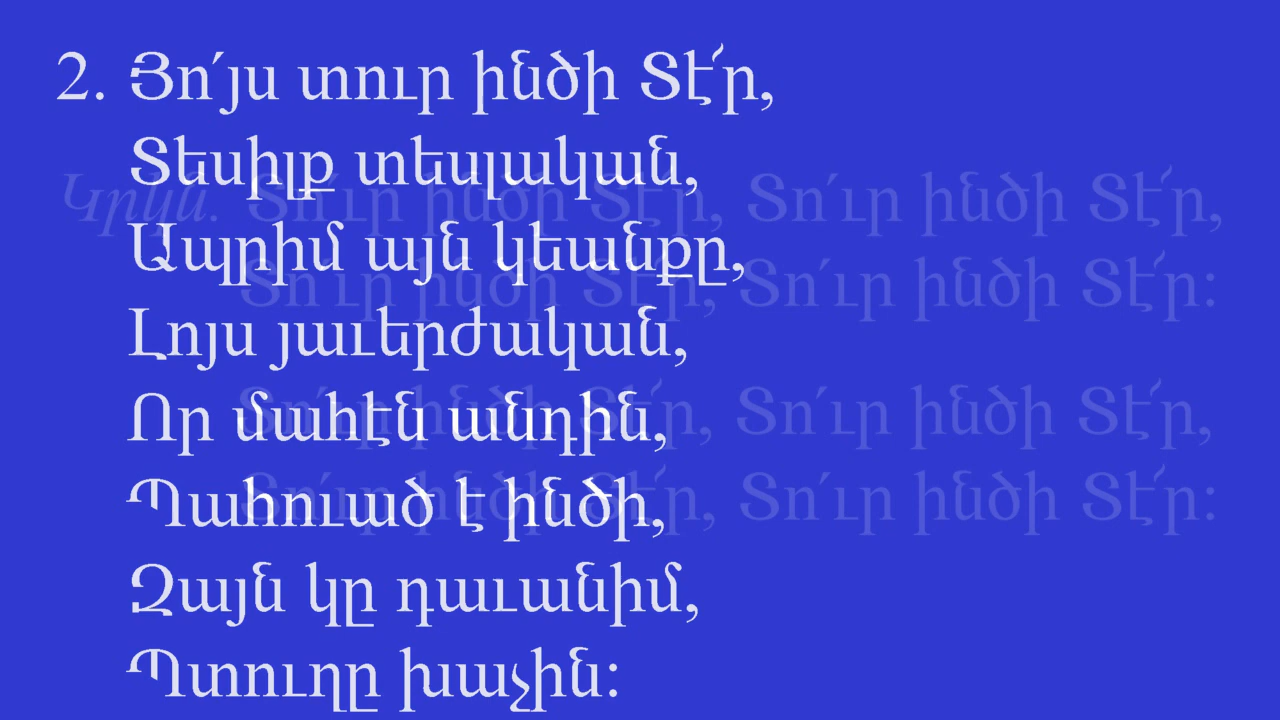 2. Յո՛յս տուր ինծի Տէ՛ր,
Տեսիլք տեսլական,
Ապրիմ այն կեանքը,
Լոյս յաւերժական,
Որ մահէն անդին,
Պահուած է ինծի,
Զայն կը դաւանիմ,
Պտուղը խաչին։
Կրկն. Տո՛ւր ինծի Տէ՛ր, Տո՛ւր ինծի Տէ՛ր,
Տո՛ւր ինծի Տէ՛ր, Տո՛ւր ինծի Տէ՛ր։
Տո՛ւր ինծի Տէ՛ր, Տո՛ւր ինծի Տէ՛ր,
Տո՛ւր ինծի Տէ՛ր, Տո՛ւր ինծի Տէ՛ր։